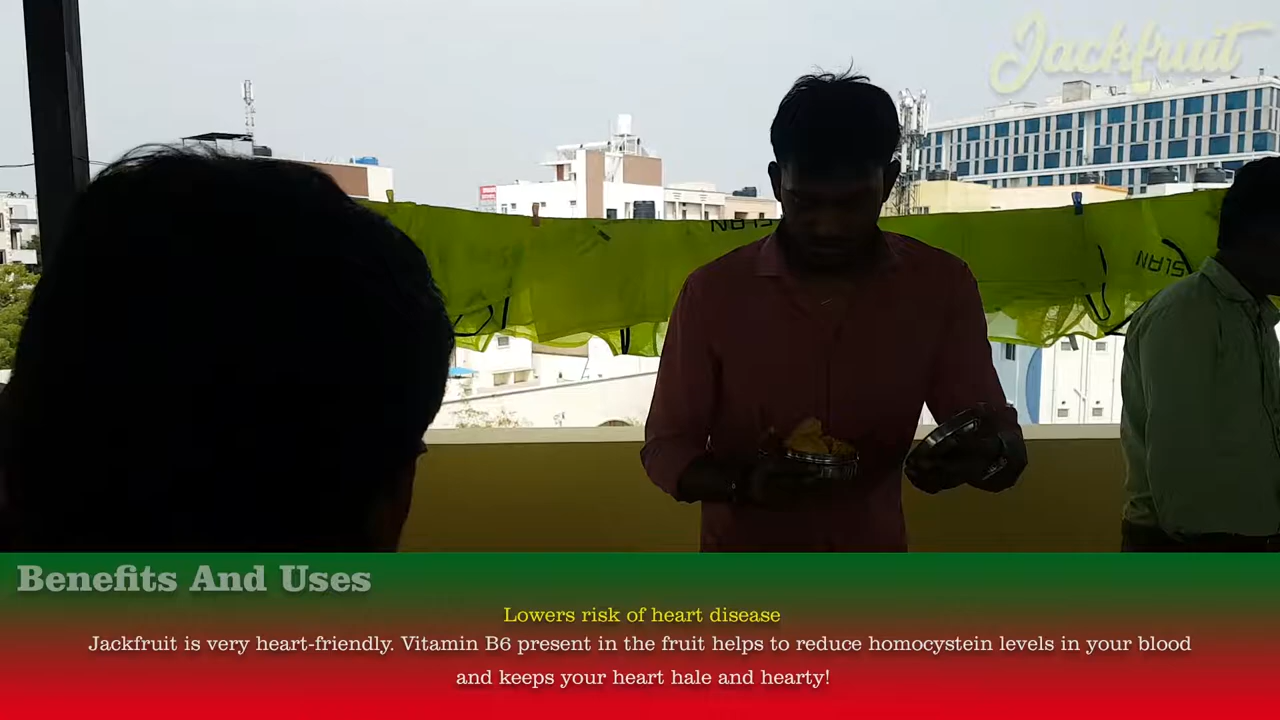 Jackfruit
Benefits And Uses
Lowers risk of heart disease
Jackfruit is very heart-friendly. Vitamin B6 present in the fruit helps to reduce homocystein levels in your blood
and keeps your heart hale and hearty!